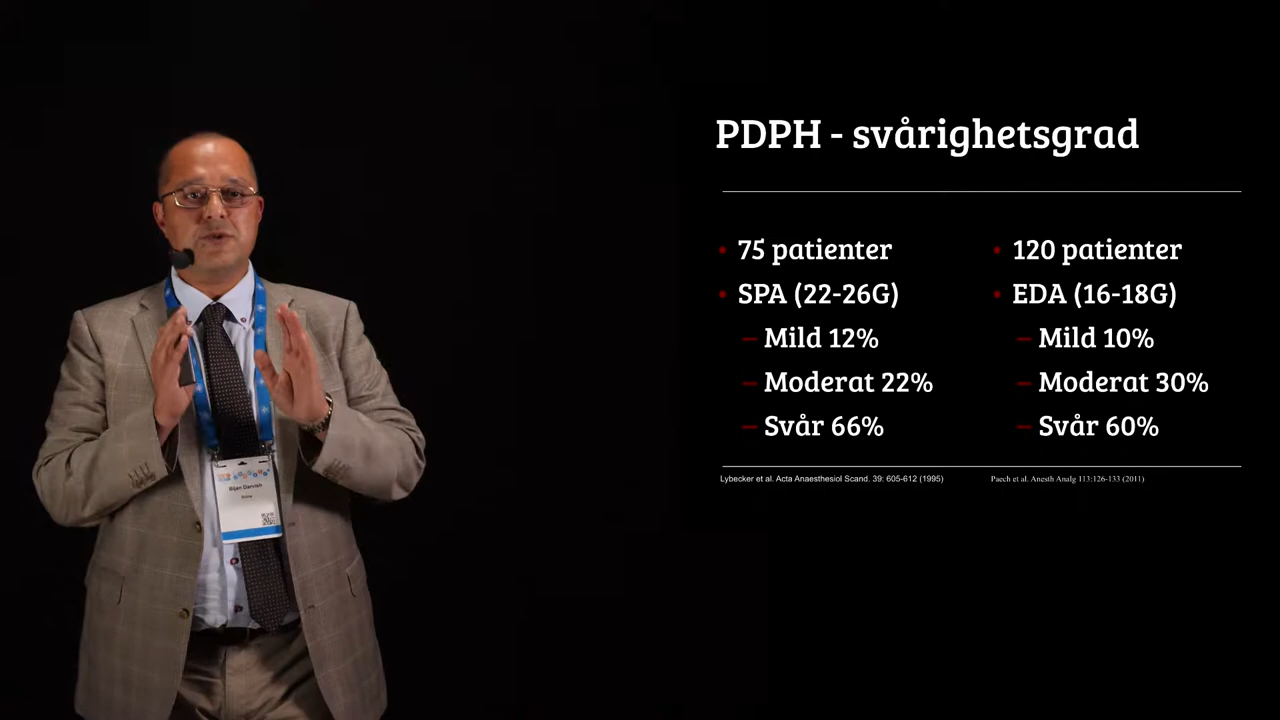 PDPH - svårighetsgrad
• 75 patienter
• SPA (22-26G)
– Mild 12%
– Moderat 22%
– Svår 66%
• 120 patienter
• EDA (16-18G)
– Mild 10%
– Moderat 30%
– Svår 60%
Lybecker et al. Acta Anaesthesiol Scand. 39: 605-612 (1995)
Paech et al. Anesth Analg 113:126-133 (2011)
Bijan Darvish